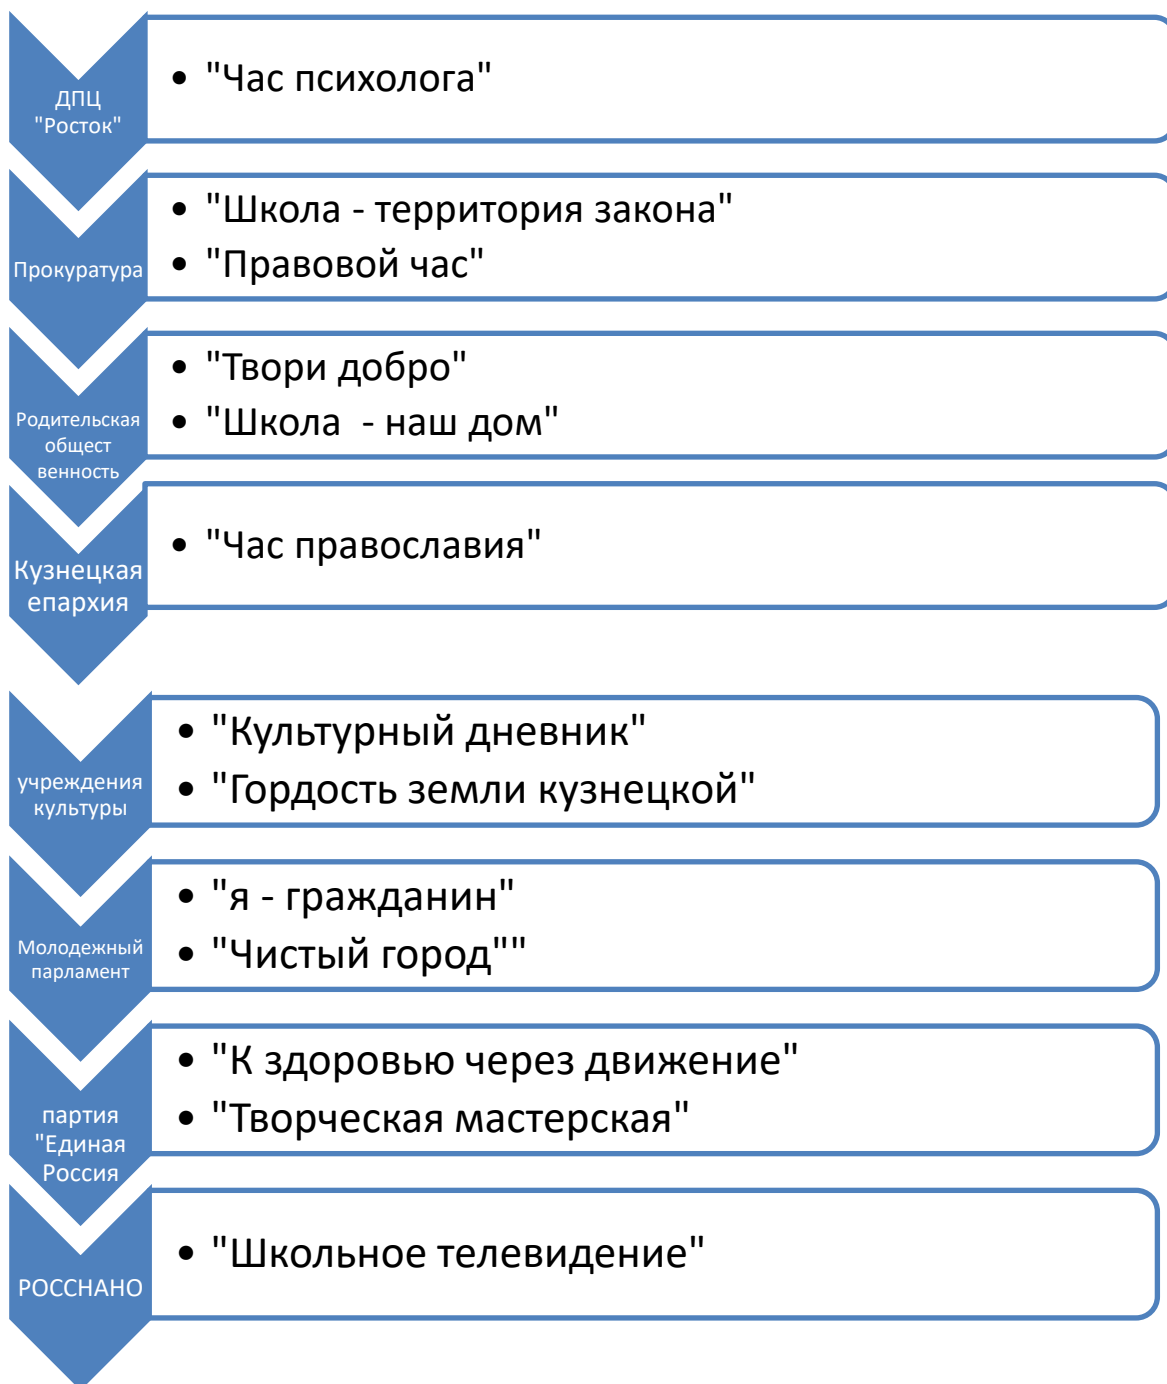 ДПЦ
"Росток"
• "Час психолога"
Прокуратура
• "Школа - территория закона"
• "Правовой час"
Родительская
общест
венность
• "Твори добро"
• "Школа  - наш дом"
Кузнецкая
епархия
• "Час православия"
учреждения
культуры
• "Культурный дневник"
• "Гордость земли кузнецкой"
Молодежный
парламент
• "я - гражданин"
• "Чистый город""
партия
"Единая
Россия
• "К здоровью через движение"
• "Творческая мастерская"
РОССНАНО
• "Школьное телевидение"